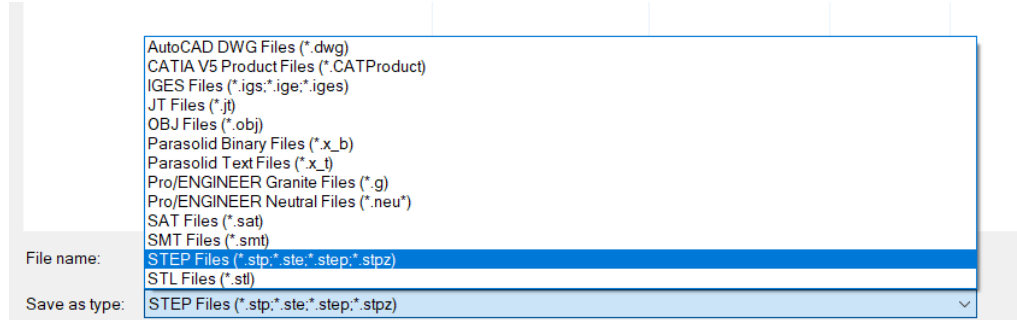 AutoCAD DWG Files (*.dwg)
CATIA V5 Product Files (*.CATProduct)
IGES Files (*.igs;*.ige;*.iges)
JT Files (*.jt)
OBJ Files (*.obj)
Parasolid Binary Files (*.x_b)
Parasolid Text Files (*.x_t)
Pro/ENGINEER Granite Files (*.g)
Pro/ENGINEER Neutral Files (*.neu*)
SAT Files (*.sat)
SMT Files (*.smt)
File name: STEP Files (*.stp;*.ste;*.step;*.stpz)
STL Files (*.stl)
Save as type: STEP Files (*.stp;*.ste;*.step;*.stpz)